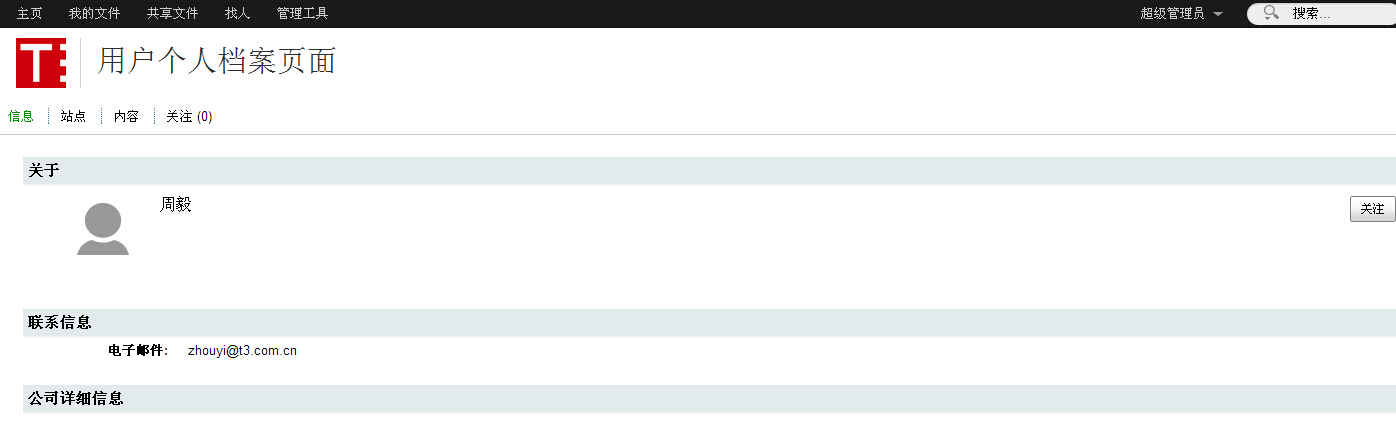 主页 我的文件 共享文件 找人 管理工具 超级管理员 搜索...
T 用户个人档案页面
信息 站点 内容 关注 (0)
关于
周毅 关注
联系信息
电子邮件: zhouyi@t3.com.cn
公司详细信息